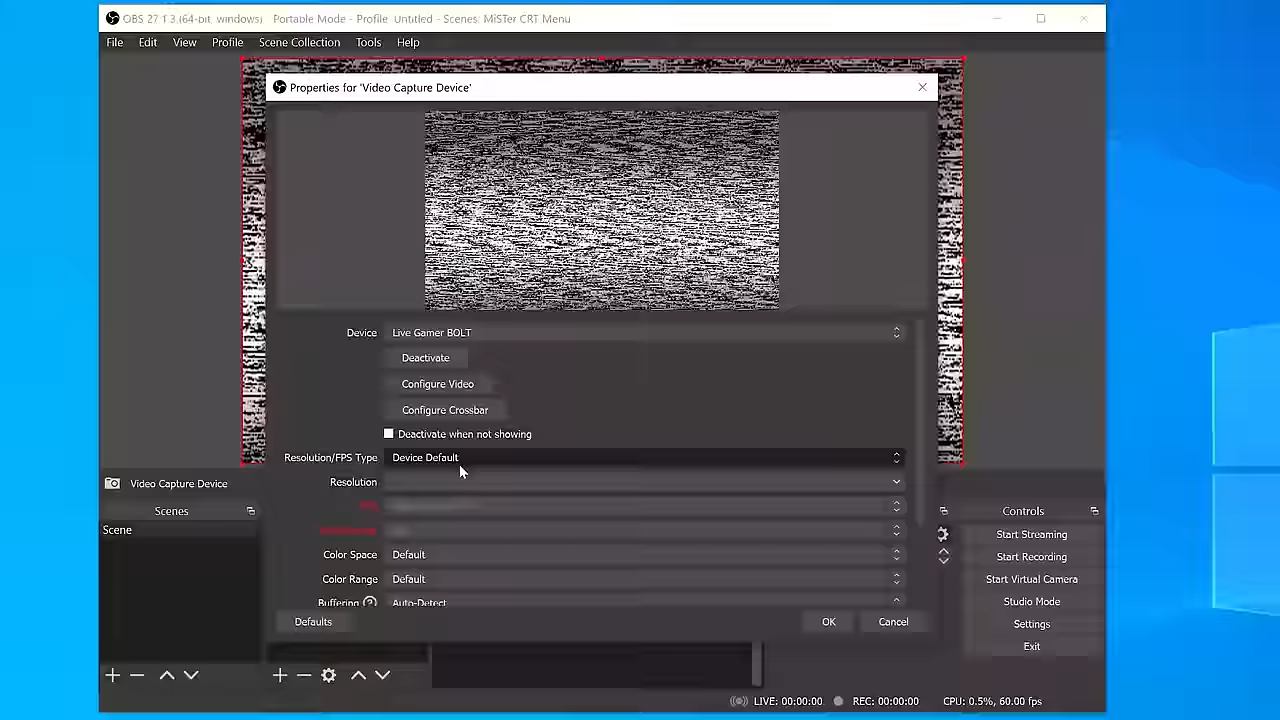 OBS 27.1.3 (64-bit, windows) - Portable Mode - Profile: Untitled - Scenes: MiSTer CRT Menu
File Edit View Profile Scene Collection Tools Help
Properties for 'Video Capture Device'
Device Live Gamer BOLT
Deactivate
Configure Video
Configure Crossbar
Deactivate when not showing
Resolution/FPS Type Device Default
Resolution
Color Space Default
Color Range Default
Buffering ? Auto-Detect
Defaults OK Cancel
Video Capture Device
Scenes
Scene
Controls
Start Streaming
Start Recording
Start Virtual Camera
Studio Mode
Settings
Exit
LIVE: 00:00:00 REC: 00:00:00 CPU: 0.5%, 60.00 fps